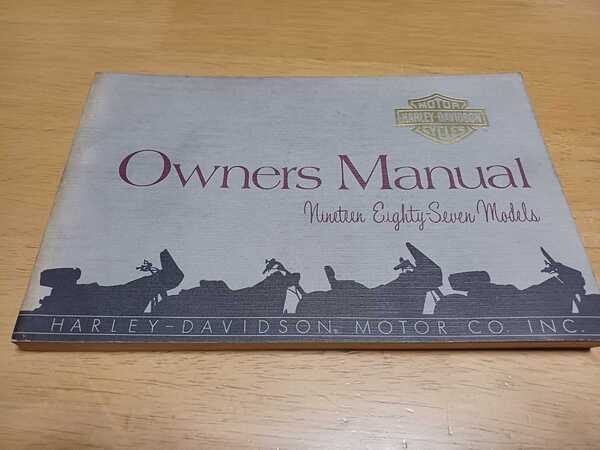 MOTOR
HARLEY-DAVIDSON
CYCLES
Owners Manual
Nineteen Eighty-Seven Models
HARLEY-DAVIDSON MOTOR CO. INC.